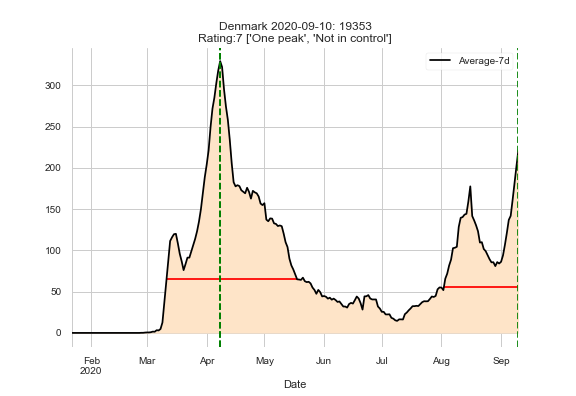 Denmark 2020-09-10: 19353
Rating:7 ['One peak', 'Not in control']
Average-7d
300
250
200
150
100
50
0
Feb Mar Apr May Jun Jul Aug Sep
2020
Date